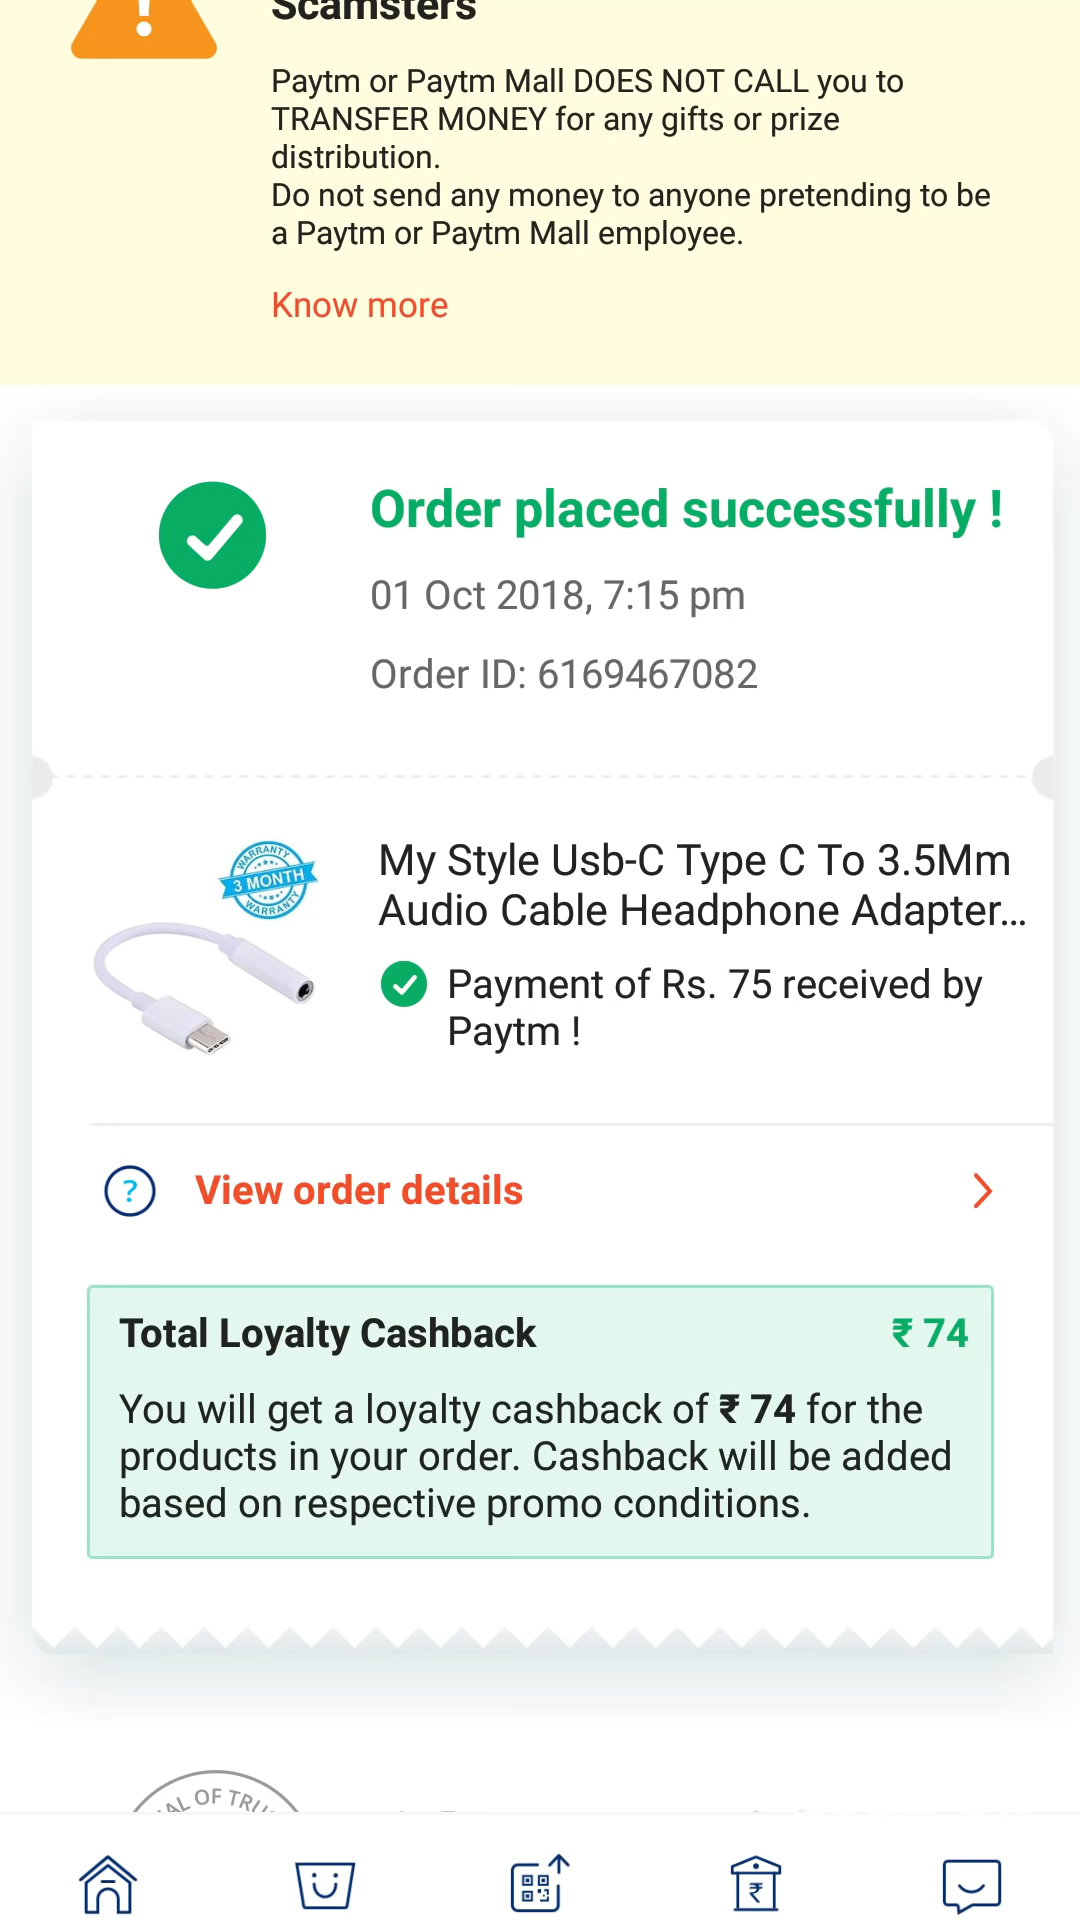 Scamsters
Paytm or Paytm Mall DOES NOT CALL you to
TRANSFER MONEY for any gifts or prize
distribution.
Do not send any money to anyone pretending to be
a Paytm or Paytm Mall employee.
Know more
Order placed successfully !
01 Oct 2018, 7:15 pm
Order ID: 6169467082
WARRANTY
3 MONTH
WARRANTY
My Style Usb-C Type C To 3.5Mm
Audio Cable Headphone Adapter...
Payment of Rs. 75 received by
Paytm !
? View order details
Total Loyalty Cashback ₹ 74
You will get a loyalty cashback of ₹ 74 for the
products in your order. Cashback will be added
based on respective promo conditions.
OF
₹